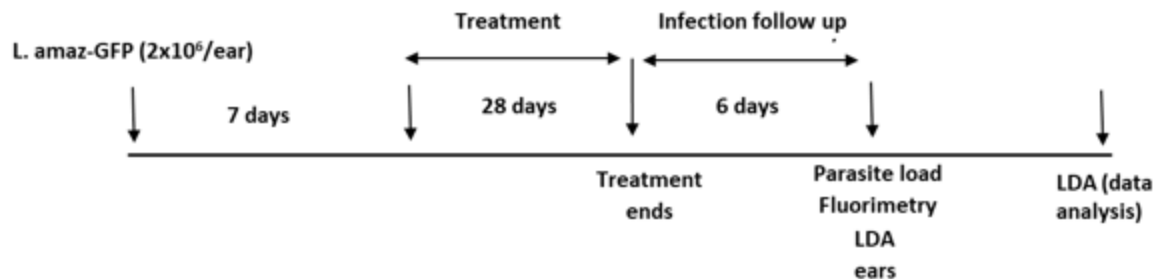 Treatment
Infection follow up
L. amaz-GFP (2x10⁶/ear)
7 days
28 days
6 days
Treatment
ends
Parasite load
Fluorimetry
LDA
ears
LDA (data
analysis)